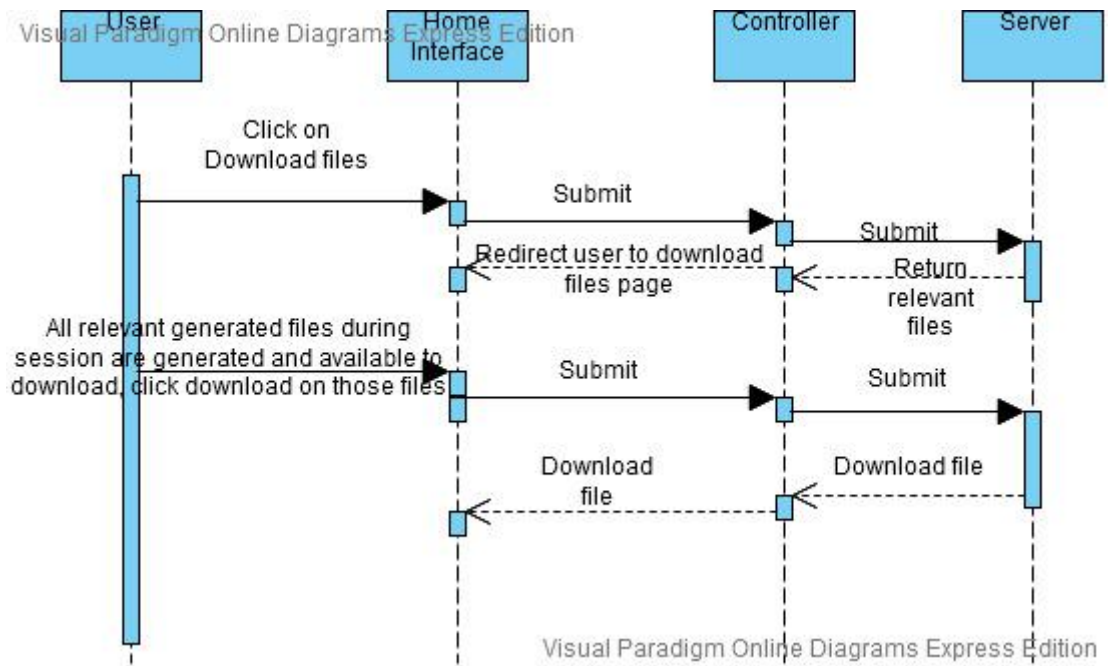 User
Home
Interface
Controller
Server
Visual Paradigm Online Diagrams Express Edition
Click on
Download files
Submit
Submit
Redirect user to download
files page
Return
relevant
files
All relevant generated files during
session are generated and available to
download, click download on those files
Submit
Submit
Download
file
Download file
Visual Paradigm Online Diagrams Express Edition